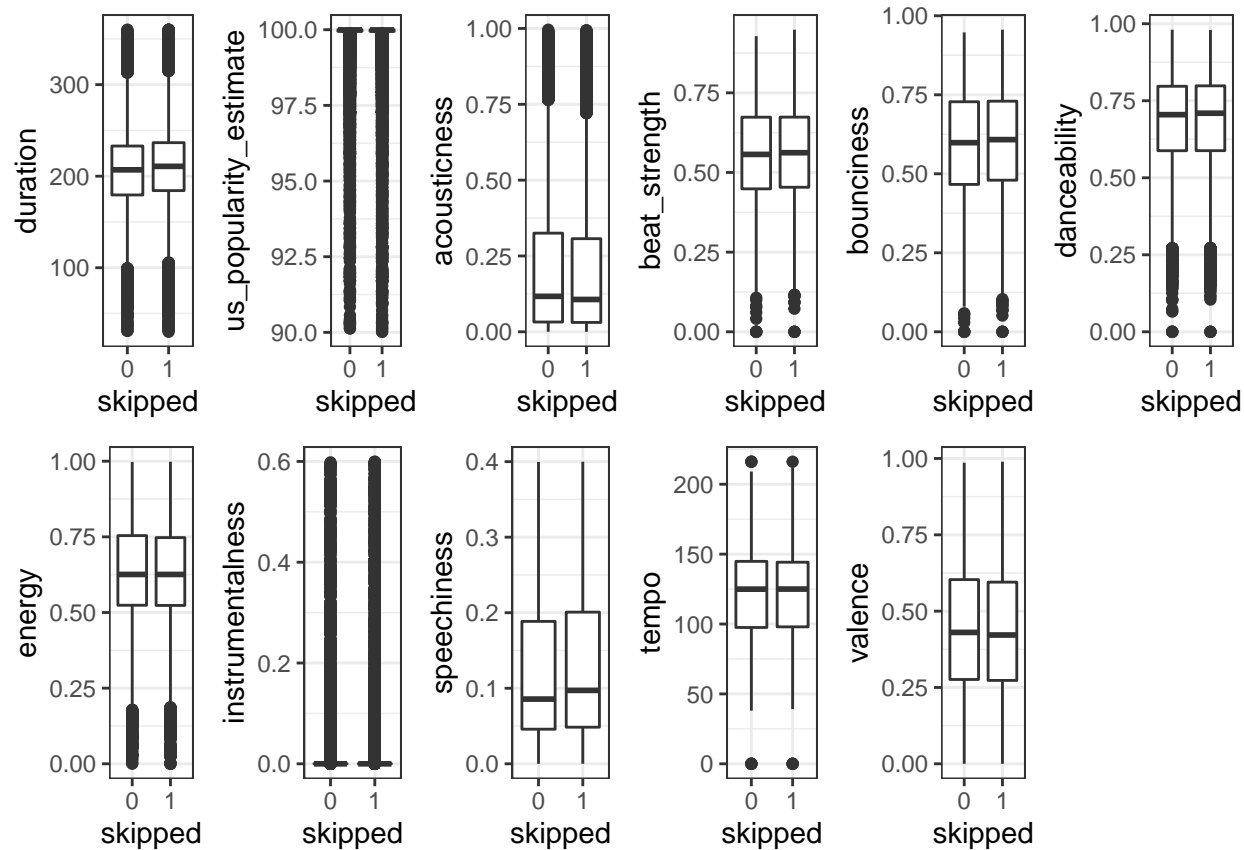 duration
300
200
100
0 1
skipped
us_popularity_estimate
100.0
97.5
95.0
92.5
90.0
0 1
skipped
acousticness
1.00
0.75
0.50
0.25
0.00
0 1
skipped
beat_strength
0.75
0.50
0.25
0.00
0 1
skipped
bounciness
1.00
0.75
0.50
0.25
0.00
0 1
skipped
danceability
1.00
0.75
0.50
0.25
0.00
0 1
skipped
energy
1.00
0.75
0.50
0.25
0.00
0 1
skipped
instrumentalness
0.6
0.4
0.2
0.0
0 1
skipped
speechiness
0.4
0.3
0.2
0.1
0.0
0 1
skipped
tempo
200
150
100
50
0
0 1
skipped
valence
1.00
0.75
0.50
0.25
0.00
0 1
skipped